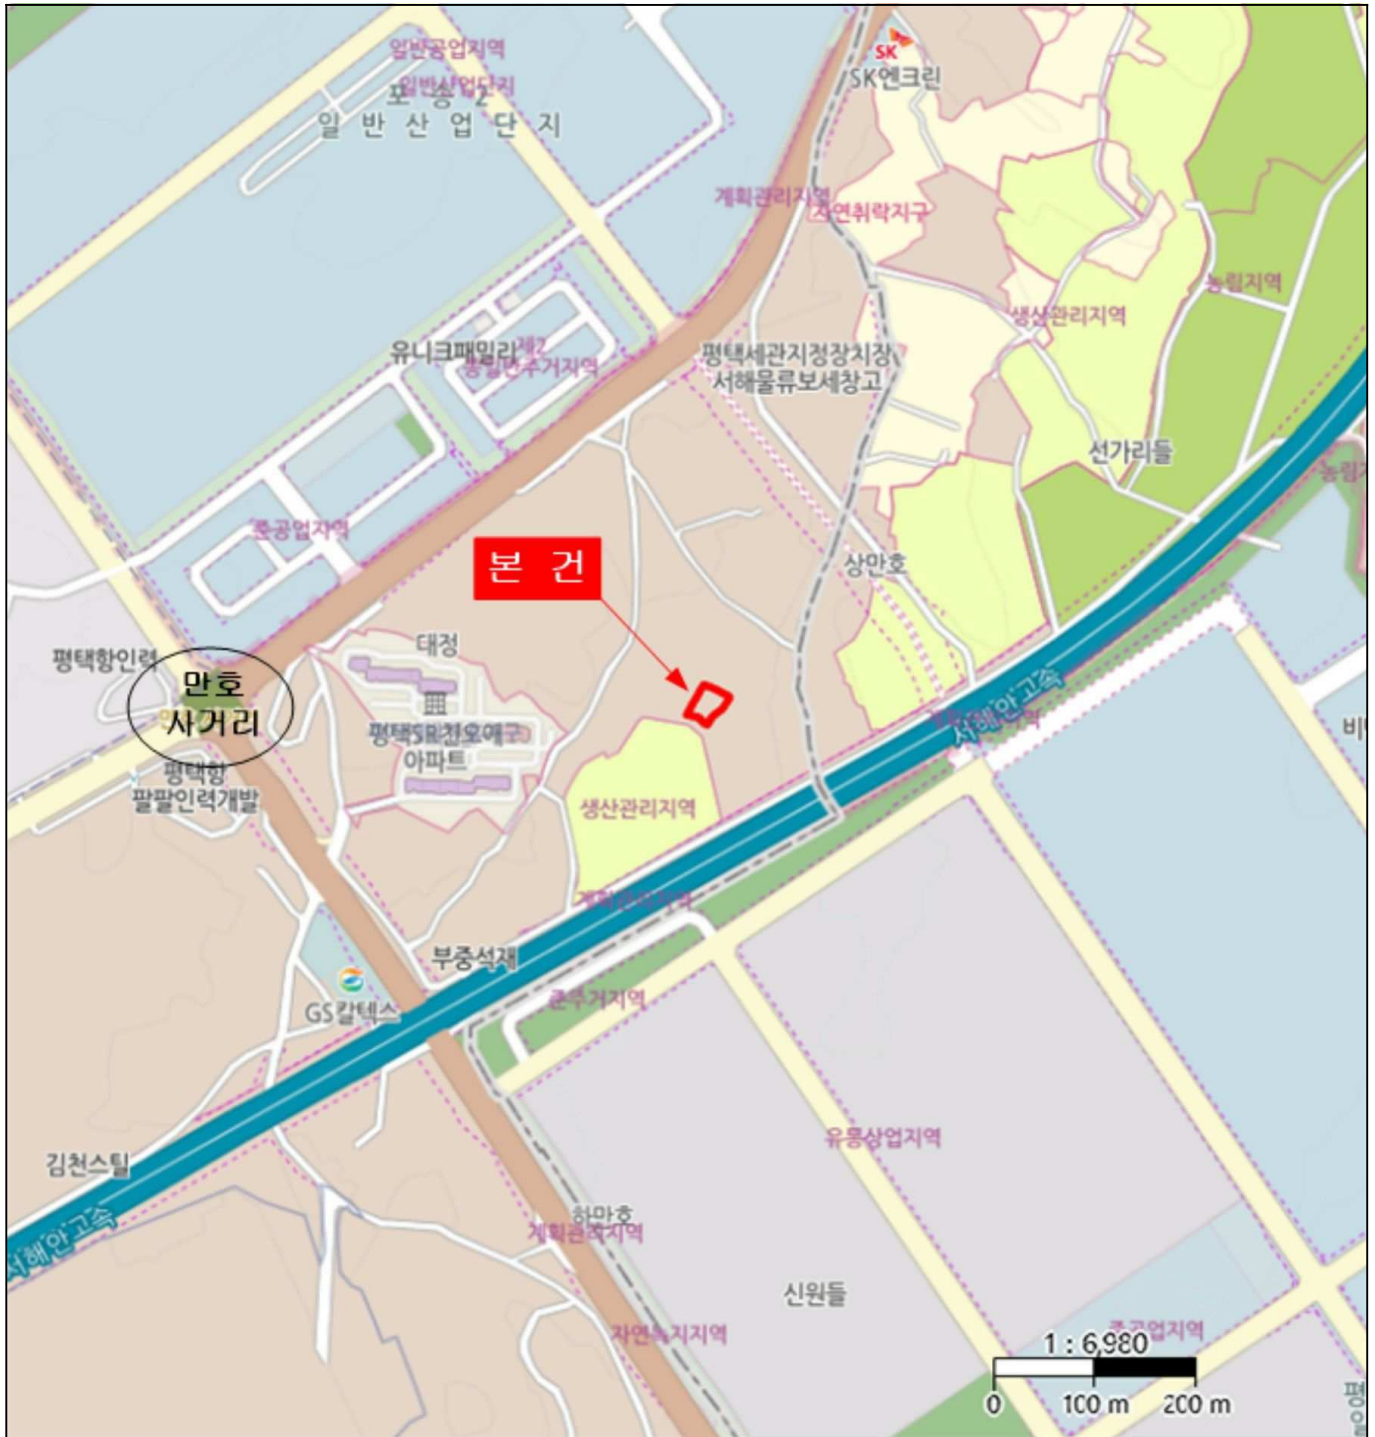 일반공업지역
일반산업단지
포 승 2
일 반 산 업 단 지
SK
SK엔크린
계획관리지역
자연취락지구
농림지역
생산관리지역
유니크패밀리
제2
평택세관지정장치장
서해물류보세창고
선가리들
준공업지역
본 건
상만호
대정
평택항인력
만호
사거리
아파트
평택항
팔팔인력개발
생산관리지역
서해안고속
계획관리지역
부중석재
준주거지역
GS칼텍스
유통상업지역
김천스틸
서해안고속
하만호
계획관리지역
신원들
자연녹지지역
준공업지역
1 : 6,980
0 100 m 200 m